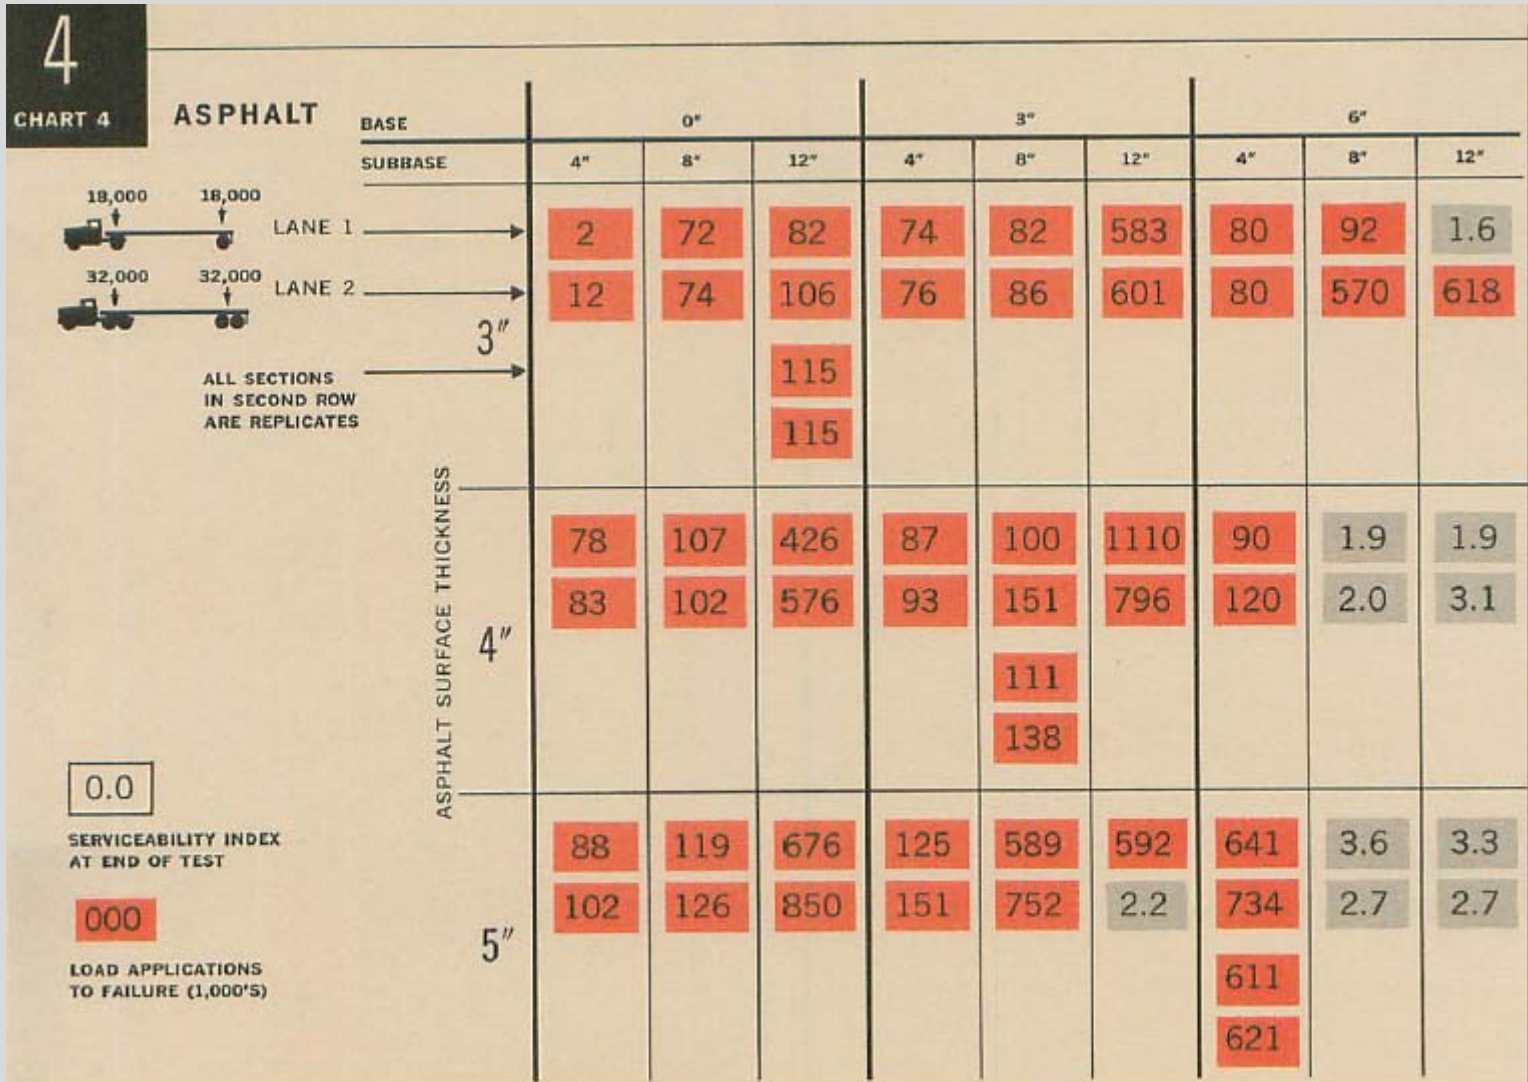 4
CHART 4
ASPHALT
BASE 0" 3" 6"
SUBBASE 4" 8" 12" 4" 8" 12" 4" 8" 12"
18,000 18,000
LANE 1 2 72 82 74 82 583 80 92 1.6
32,000 32,000
LANE 2 12 74 106 76 86 601 80 570 618
3"
ALL SECTIONS
IN SECOND ROW
ARE REPLICATES
115
115
ASPHALT SURFACE THICKNESS
78 107 426 87 100 1110 90 1.9 1.9
83 102 576 93 151 796 120 2.0 3.1
4"
111
138
0.0
SERVICEABILITY INDEX
AT END OF TEST
88 119 676 125 589 592 641 3.6 3.3
102 126 850 151 752 2.2 734 2.7 2.7
5"
000
LOAD APPLICATIONS
TO FAILURE (1,000'S)
611
621